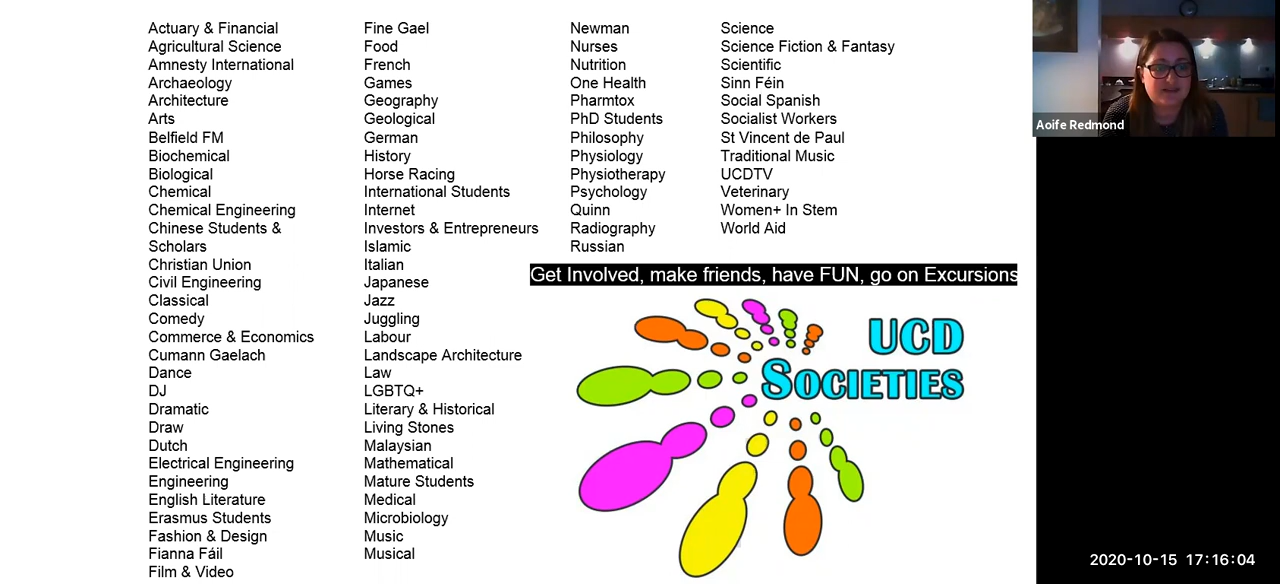 Actuary & Financial
Agricultural Science
Amnesty International
Archaeology
Architecture
Arts
Belfield FM
Biochemical
Biological
Chemical
Chemical Engineering
Chinese Students &
Scholars
Christian Union
Civil Engineering
Classical
Comedy
Commerce & Economics
Cumann Gaelach
Dance
DJ
Dramatic
Draw
Dutch
Electrical Engineering
Engineering
English Literature
Erasmus Students
Fashion & Design
Fianna Fáil
Film & Video
Fine Gael
Food
French
Games
Geography
Geological
German
History
Horse Racing
International Students
Internet
Investors & Entrepreneurs
Islamic
Italian
Japanese
Jazz
Juggling
Labour
Landscape Architecture
Law
LGBTQ+
Literary & Historical
Living Stones
Malaysian
Mathematical
Mature Students
Medical
Microbiology
Music
Musical
Newman
Nurses
Nutrition
One Health
Pharmtox
PhD Students
Philosophy
Physiology
Physiotherapy
Psychology
Quinn
Radiography
Russian
Science
Science Fiction & Fantasy
Scientific
Sinn Féin
Social Spanish
Socialist Workers
St Vincent de Paul
Traditional Music
UCDTV
Veterinary
Women+ In Stem
World Aid
Get Involved, make friends, have FUN, go on Excursions
UCD
SOCIETIES
Aoife Redmond
2020-10-15 17:16:04